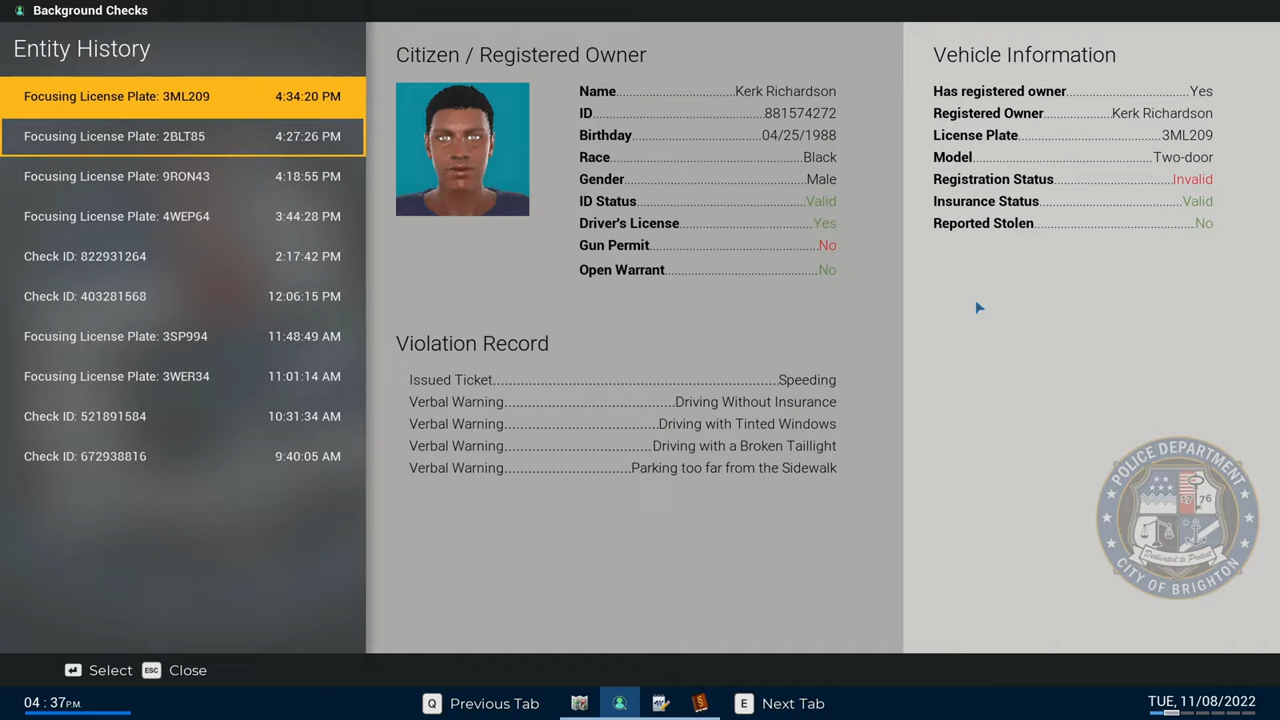 Background Checks
Entity History
Focusing License Plate: 3ML209 4:34:20 PM
Focusing License Plate: 2BLT85 4:27:26 PM
Focusing License Plate: 9RON43 4:18:55 PM
Focusing License Plate: 4WEP64 3:44:28 PM
Check ID: 822931264 2:17:42 PM
Check ID: 403281568 12:06:15 PM
Focusing License Plate: 3SP994 11:48:49 AM
Focusing License Plate: 3WER34 11:01:14 AM
Check ID: 521891584 10:31:34 AM
Check ID: 672938816 9:40:05 AM
Citizen / Registered Owner
Name Kerk Richardson
ID 881574272
Birthday 04/25/1988
Race Black
Gender Male
ID Status Valid
Driver's License Yes
Gun Permit No
Open Warrant No
Violation Record
Issued Ticket Speeding
Verbal Warning Driving Without Insurance
Verbal Warning Driving with Tinted Windows
Verbal Warning Driving with a Broken Taillight
Verbal Warning Parking too far from the Sidewalk
Vehicle Information
Has registered owner Yes
Registered Owner Kerk Richardson
License Plate 3ML209
Model Two-door
Registration Status Invalid
Insurance Status Valid
Reported Stolen No
POLICE DEPARTMENT
1776
Dedicated to Protect
CITY OF BRIGHTON
Select ESC Close
04 : 37 P.M.
Q Previous Tab
E Next Tab
TUE, 11/08/2022